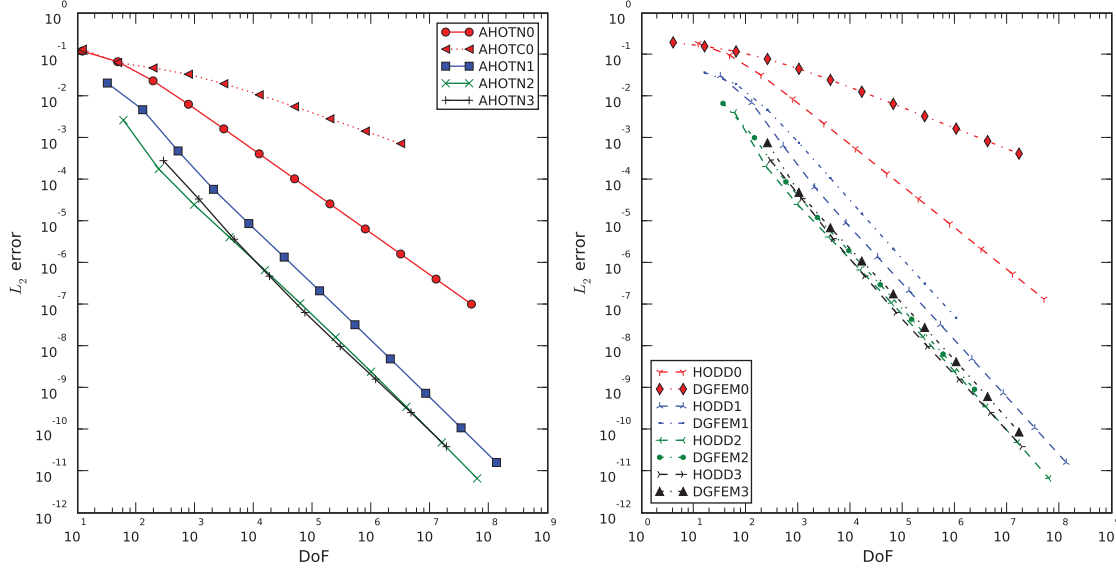 10^0
10^-1
10^-2
10^-3
10^-4
10^-5
10^-6
10^-7
10^-8
10^-9
10^-10
10^-11
10^-12
L_2 error
10^1 10^2 10^3 10^4 10^5 10^6 10^7 10^8 10^9
DoF
AHOTN0
AHOTC0
AHOTN1
AHOTN2
AHOTN3
10^0
10^-1
10^-2
10^-3
10^-4
10^-5
10^-6
10^-7
10^-8
10^-9
10^-10
10^-11
10^-12
L_2 error
10^0 10^1 10^2 10^3 10^4 10^5 10^6 10^7 10^8 10^9
DoF
HODD0
DGFEM0
HODD1
DGFEM1
HODD2
DGFEM2
HODD3
DGFEM3